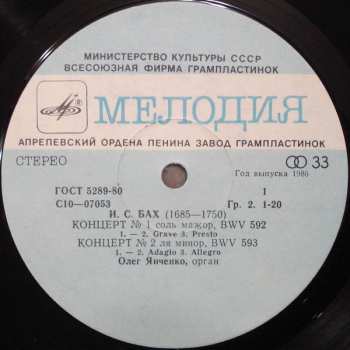 МИНИСТЕРСТВО КУЛЬТУРЫ СССР
ВСЕСОЮЗНАЯ ФИРМА ГРАМПЛАСТИНОК
МЕЛОДИЯ
АПРЕЛЕВСКИЙ ОРДЕНА ЛЕНИНА ЗАВОД ГРАМПЛАСТИНОК
СТЕРЕО 33
Год выпуска 1986
ГОСТ 5289-80 I
С10—07053 Гр. 2. 1-20
И. С. БАХ (1685—1750)
КОНЦЕРТ № 1 соль мажор, BWV 592
1. — 2. Grave 3. Presto
КОНЦЕРТ № 2 ля минор, BWV 593
1. — 2. Adagio 3. Allegro
Олег Янченко, орган